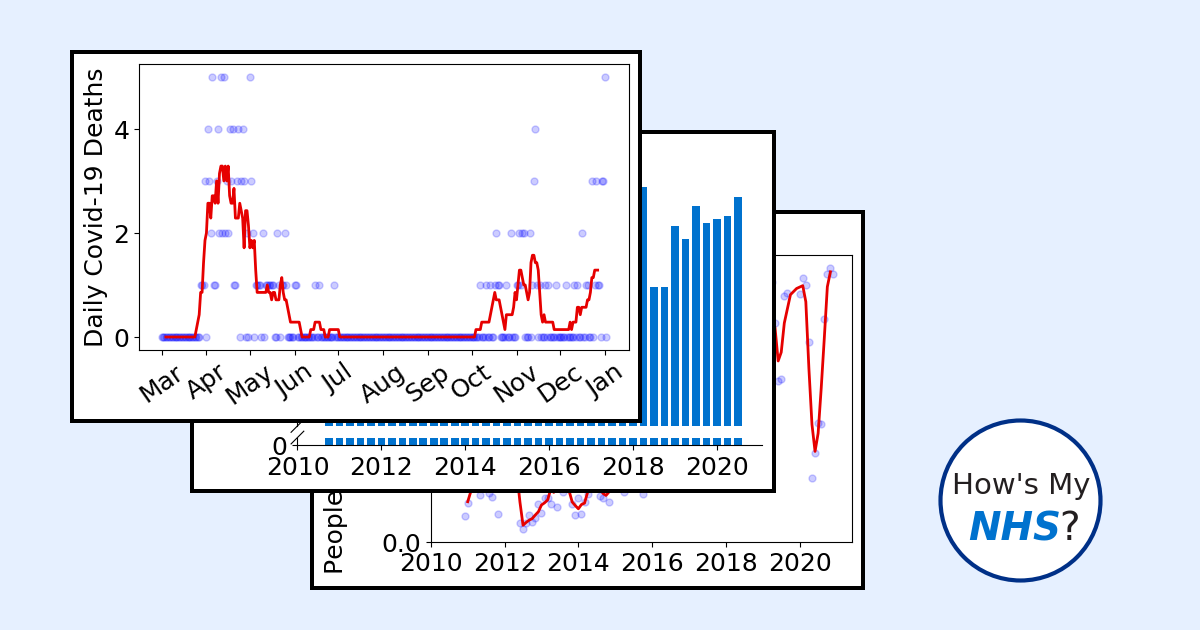 Daily Covid-19 Deaths
4
2
0
Mar Apr May Jun Jul Aug Sep Oct Nov Dec Jan
0
2010 2012 2014 2016 2018 2020
People
0.0
2010 2012 2014 2016 2018 2020
How's My
NHS?